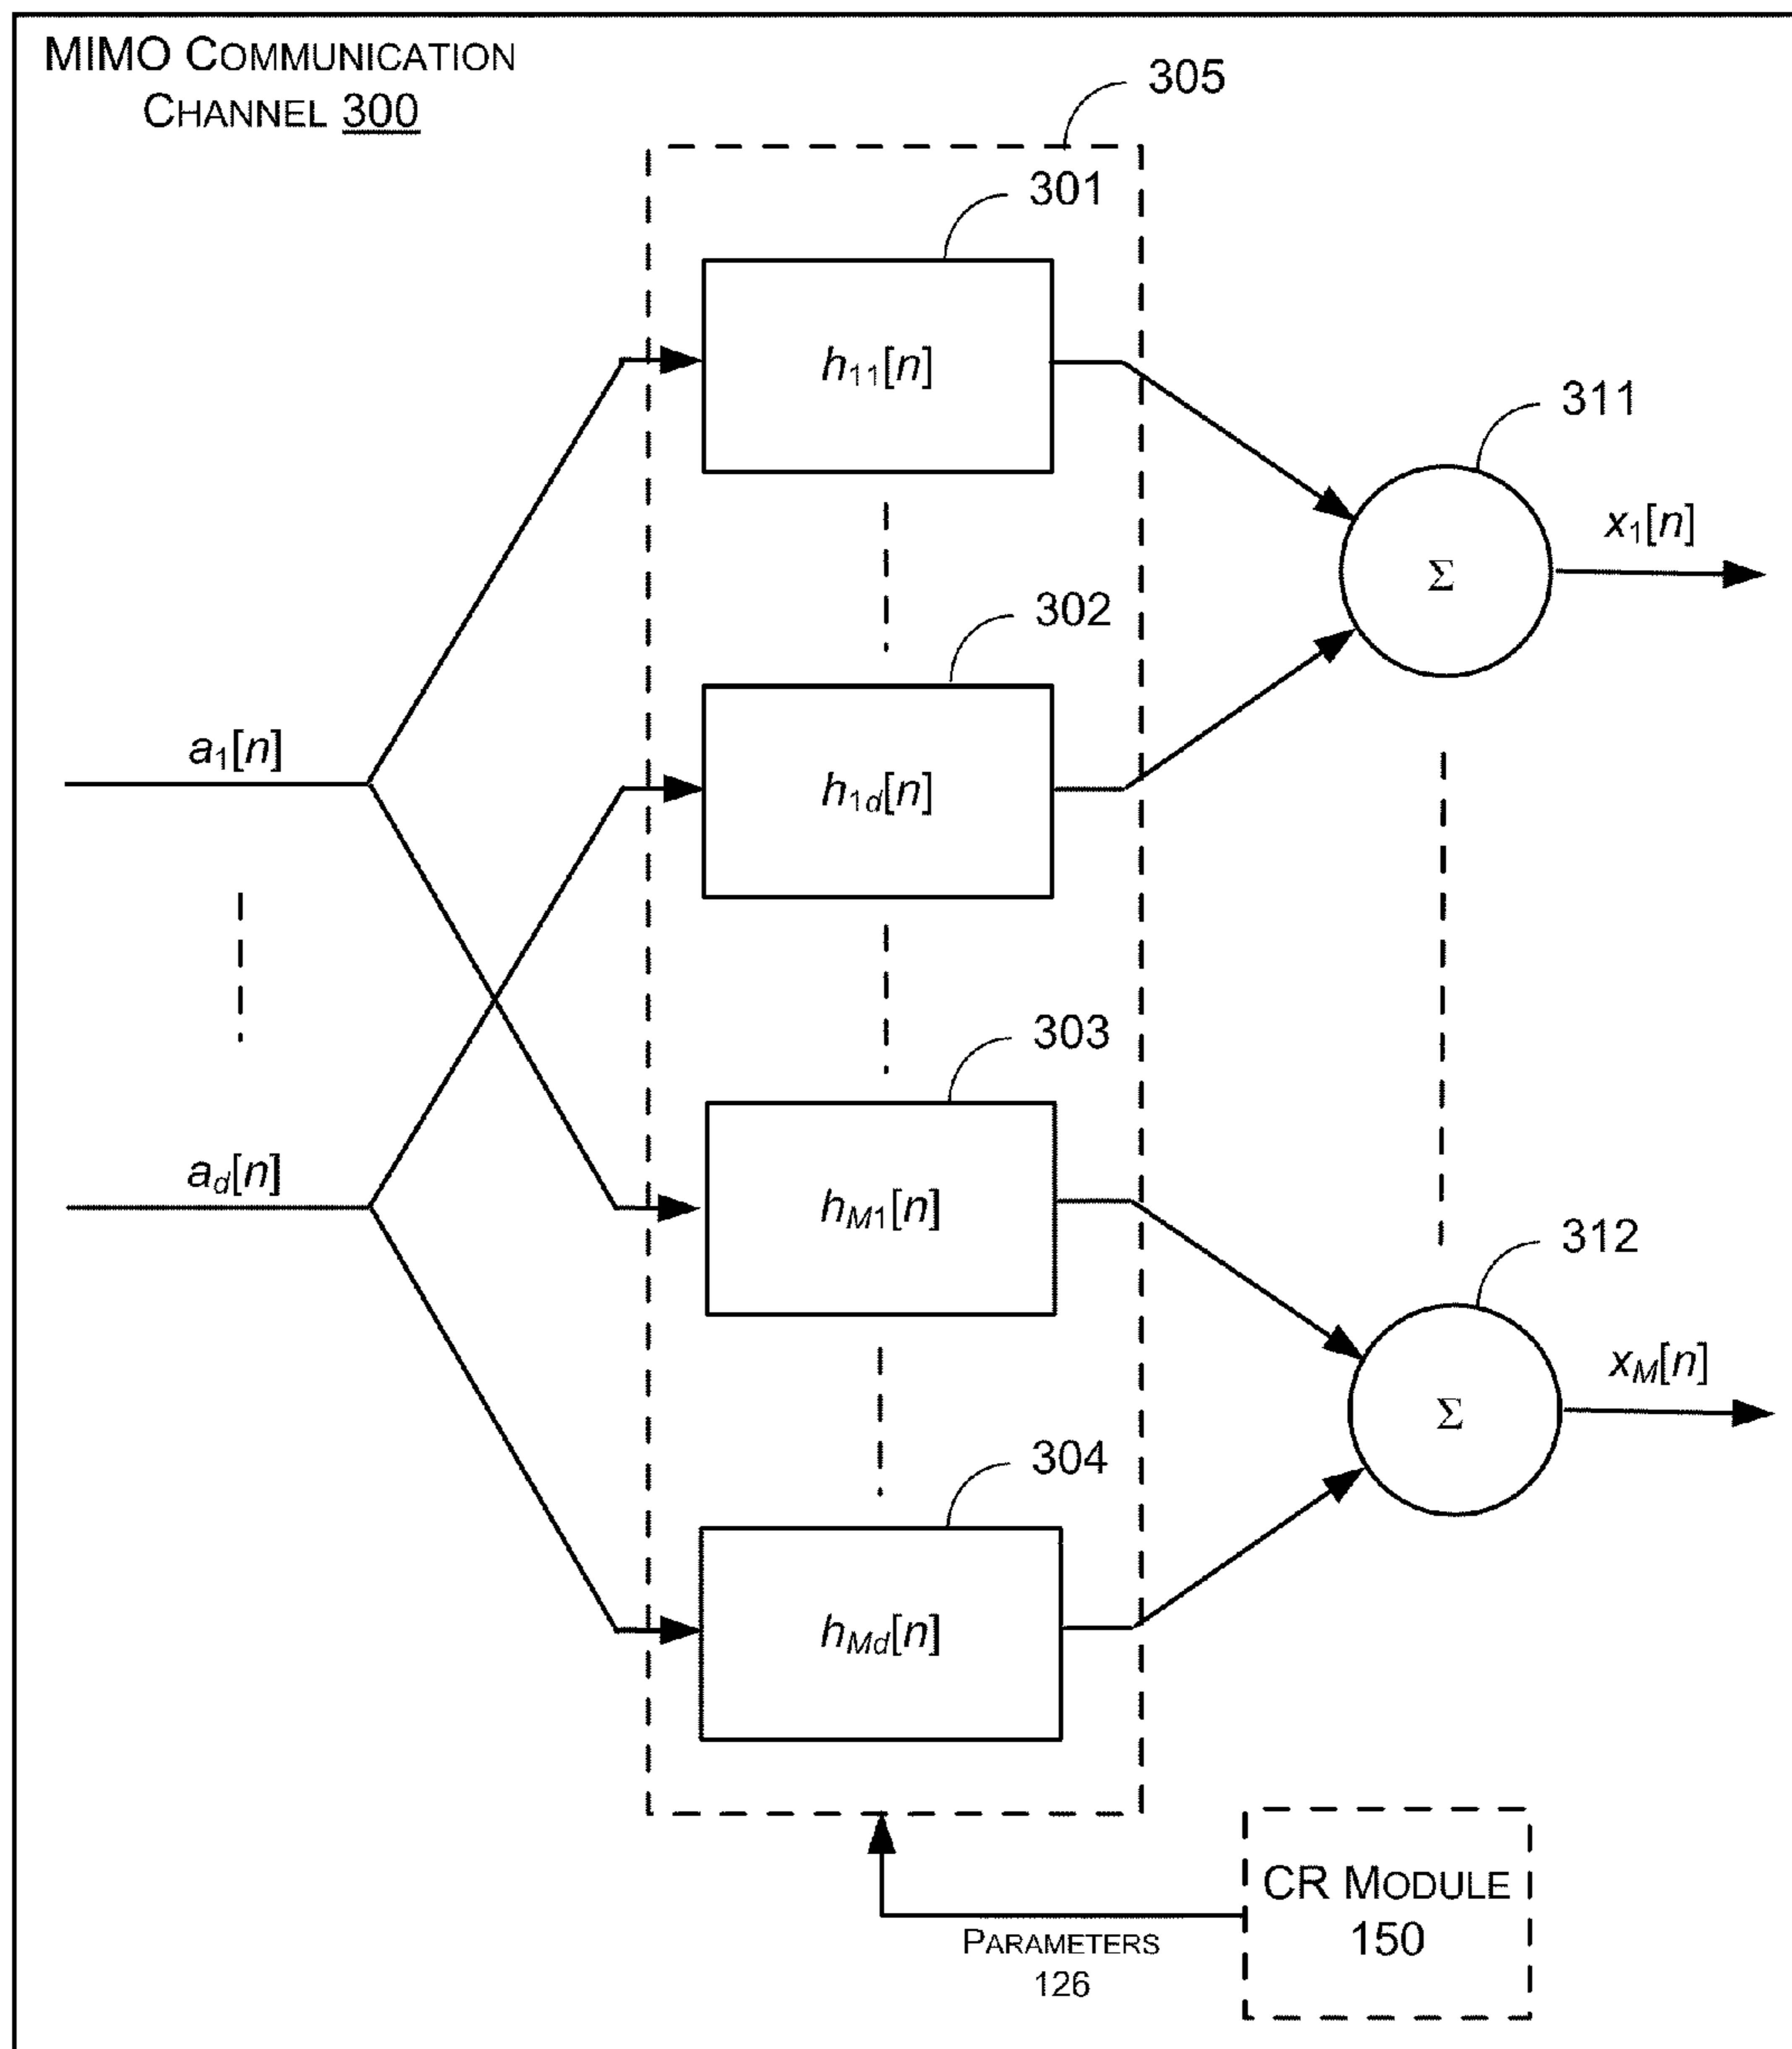 MIMO COMMUNICATION
CHANNEL 300
305
301
h11[n]
311
x1[n]
Σ
302
a1[n]
h1d[n]
303
ad[n]
hM1[n]
312
xM[n]
Σ
304
hMd[n]
CR MODULE
150
PARAMETERS
126